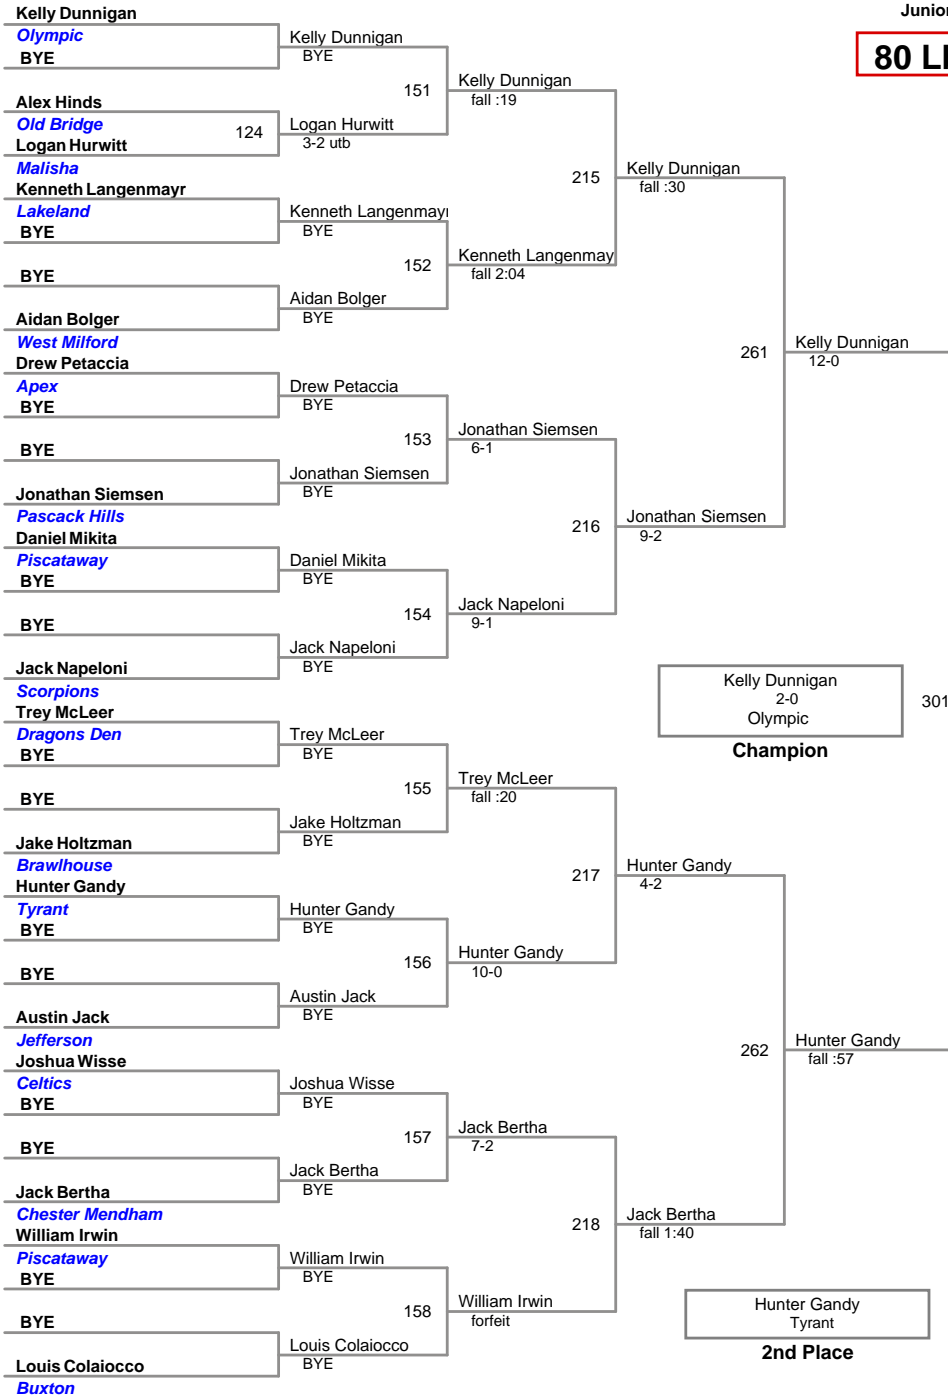 Kelly Dunnigan
Junior
Olympic
Kelly Dunnigan
BYE
BYE
80 L
151
Kelly Dunnigan
fall :19
Alex Hinds
Old Bridge
124
Logan Hurwitt
Logan Hurwitt
3-2 utb
Malisha
215
Kelly Dunnigan
fall :30
Kenneth Langenmayr
Lakeland
Kenneth Langenmayr
BYE
BYE
152
Kenneth Langenmay
fall 2:04
BYE
Aidan Bolger
BYE
Aidan Bolger
West Milford
261
Kelly Dunnigan
12-0
Drew Petaccia
Apex
Drew Petaccia
BYE
BYE
153
Jonathan Siemsen
6-1
BYE
Jonathan Siemsen
BYE
Jonathan Siemsen
Pascack Hills
216
Jonathan Siemsen
9-2
Daniel Mikita
Piscataway
Daniel Mikita
BYE
BYE
154
Jack Napeloni
9-1
BYE
Jack Napeloni
BYE
Jack Napeloni
Scorpions
Kelly Dunnigan
2-0
Olympic
301
Champion
Trey McLeer
Dragons Den
Trey McLeer
BYE
BYE
155
Trey McLeer
fall :20
BYE
Jake Holtzman
BYE
Jake Holtzman
Brawlhouse
217
Hunter Gandy
4-2
Hunter Gandy
Tyrant
Hunter Gandy
BYE
BYE
156
Hunter Gandy
10-0
BYE
Austin Jack
BYE
Austin Jack
Jefferson
262
Hunter Gandy
fall :57
Joshua Wisse
Celtics
Joshua Wisse
BYE
BYE
157
Jack Bertha
7-2
BYE
Jack Bertha
BYE
Jack Bertha
Chester Mendham
218
Jack Bertha
fall 1:40
William Irwin
Piscataway
William Irwin
BYE
BYE
158
William Irwin
forfeit
BYE
Louis Colaiocco
BYE
Louis Colaiocco
Buxton
Hunter Gandy
Tyrant
2nd Place